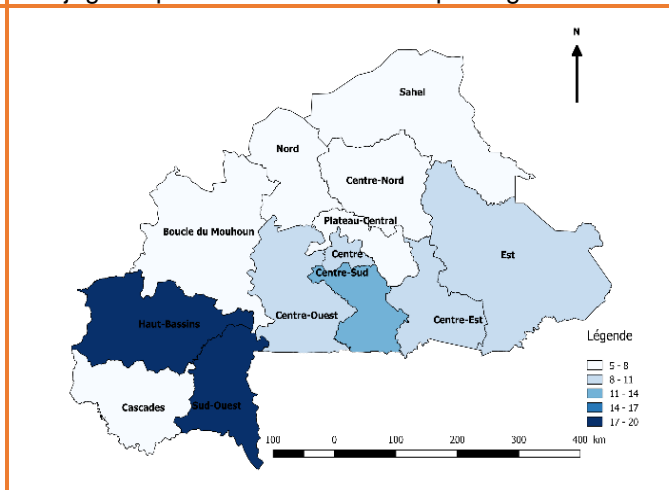 N
Sahel
Nord
Centre-Nord
Plateau-Central
Boucle du Mouhoun
Est
Centre
Centre-Sud
Centre-Ouest
Centre-Est
Haut-Bassins
Légende
5 - 8
8 - 11
11 - 14
14 - 17
17 - 20
Cascades
Sud-Ouest
100 0 100 200 300 400 km